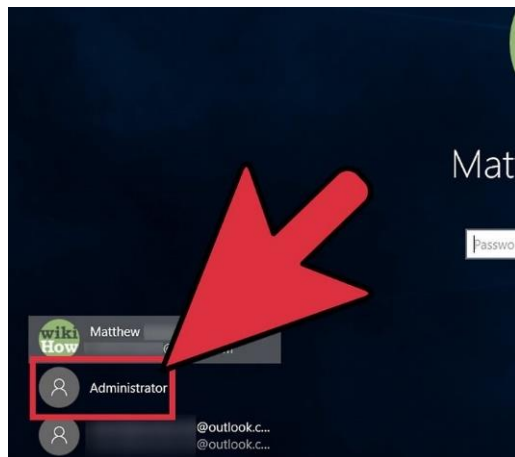 Mat
Passwo
wiki
How
Matthew
Administrator
@outlook.c...
@outlook.c...